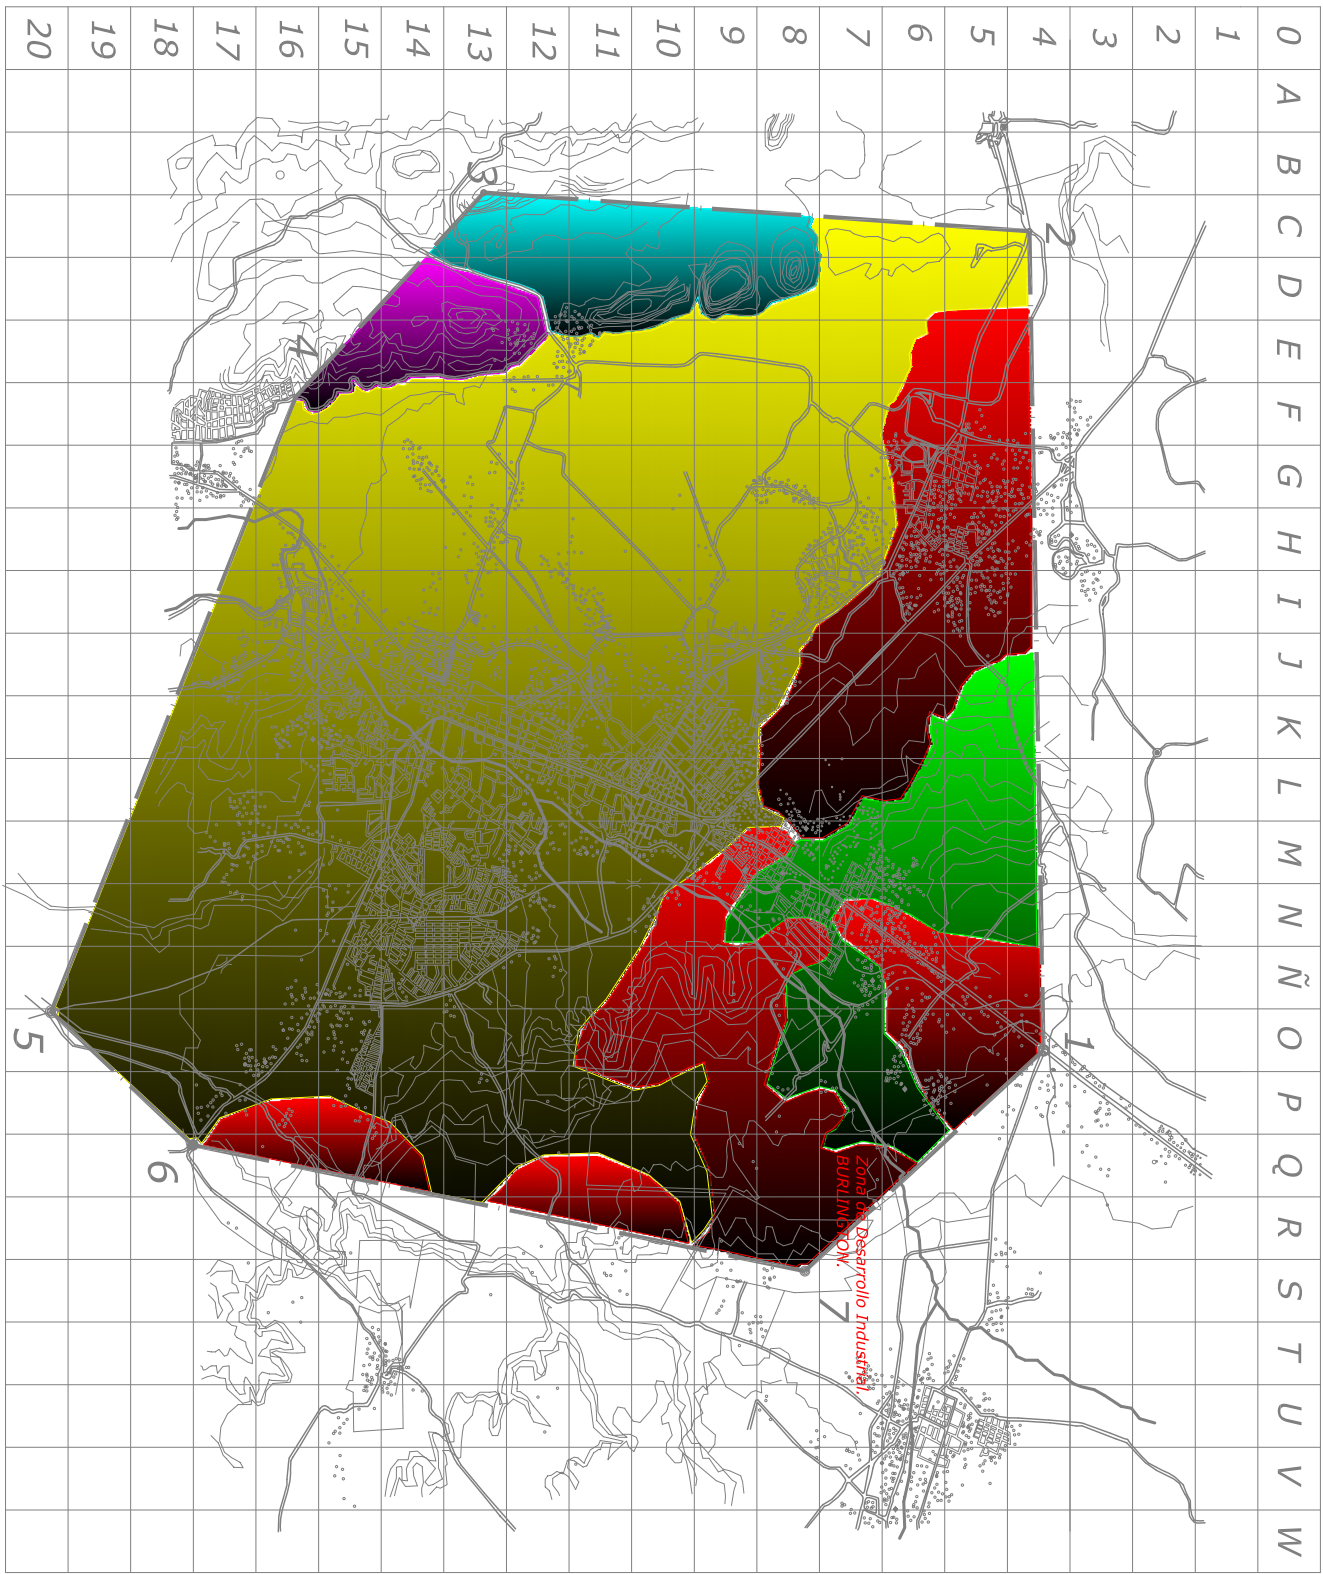 0 1 2 3 4 5 6 7 8 9 10 11 12 13 14 15 16 17 18 19 20
A
B
C
D
E
F
G
H
I
J
K
L
M
N
Ñ
O
P
Q
R
S
T
U
V
W
1
2
3
4
5
6
7
Zona de Desarrollo Industrial.
BURLINGTON.